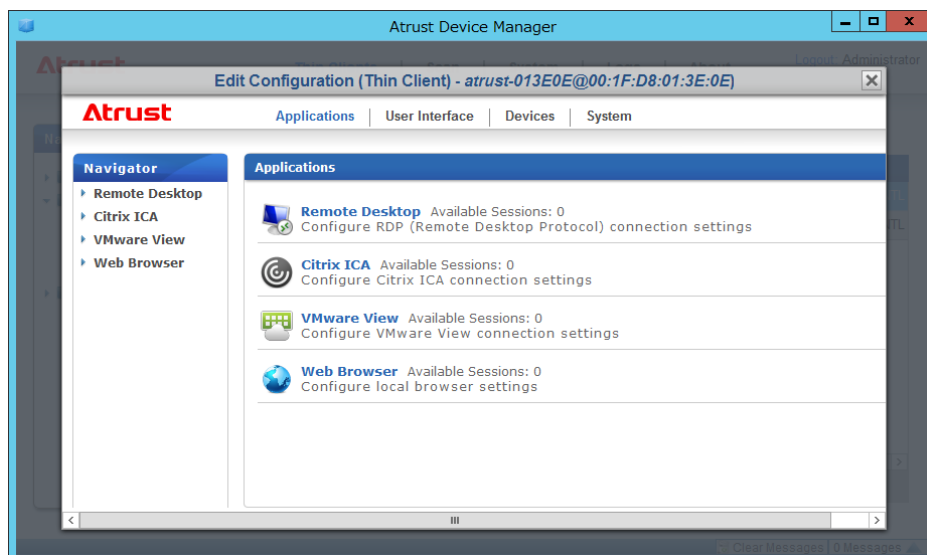 Atrust Device Manager
Logout: Administrator
Edit Configuration (Thin Client) - atrust-013E0E@00:1F:D8:01:3E:0E)
Atrust
Applications | User Interface | Devices | System
Navigator
Remote Desktop
Citrix ICA
VMware View
Web Browser
Applications
Remote Desktop Available Sessions: 0
Configure RDP (Remote Desktop Protocol) connection settings
Citrix ICA Available Sessions: 0
Configure Citrix ICA connection settings
VMware View Available Sessions: 0
Configure VMware View connection settings
Web Browser Available Sessions: 0
Configure local browser settings
Clear Messages | 0 Messages